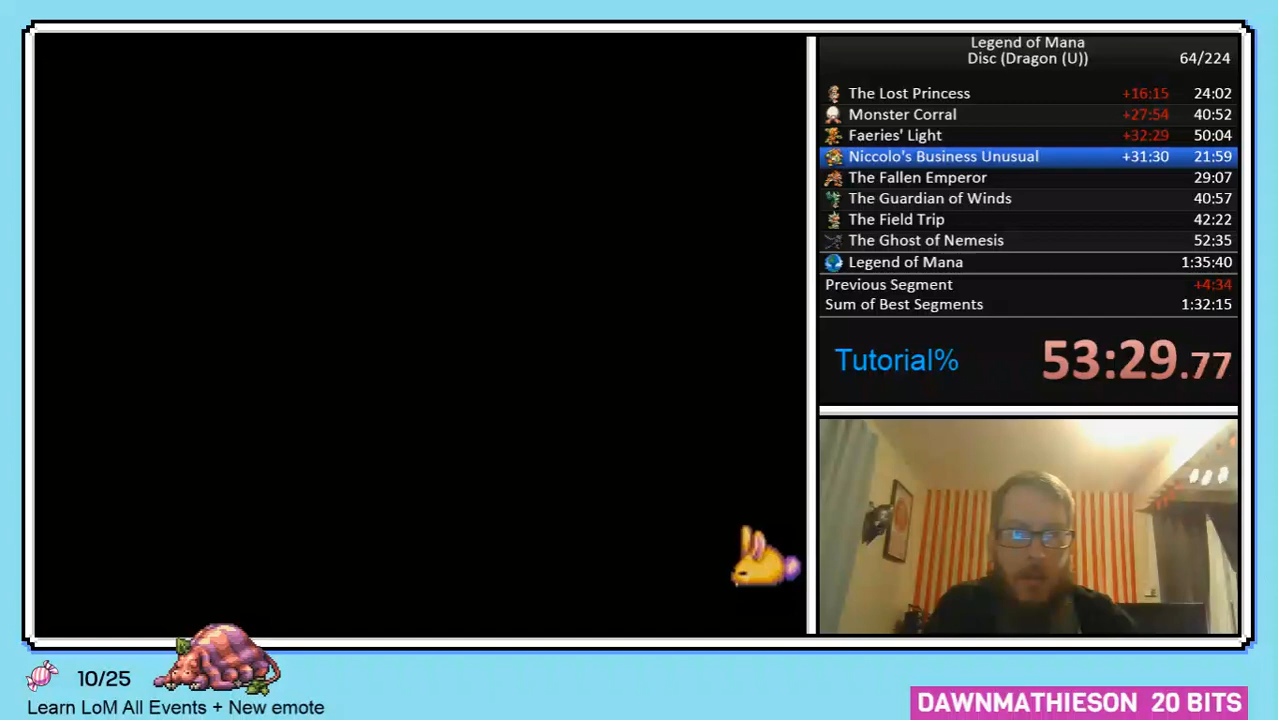 Legend of Mana
Disc (Dragon (U)) 64/224
The Lost Princess +16:15 24:02
Monster Corral +27:54 40:52
Faeries' Light +32:29 50:04
Niccolo's Business Unusual +31:30 21:59
The Fallen Emperor 29:07
The Guardian of Winds 40:57
The Field Trip 42:22
The Ghost of Nemesis 52:35
Legend of Mana 1:35:40
Previous Segment +4:34
Sum of Best Segments 1:32:15
Tutorial% 53:29.77
10/25
Learn LoM All Events + New emote
DAWNMATHIESON 20 BITS